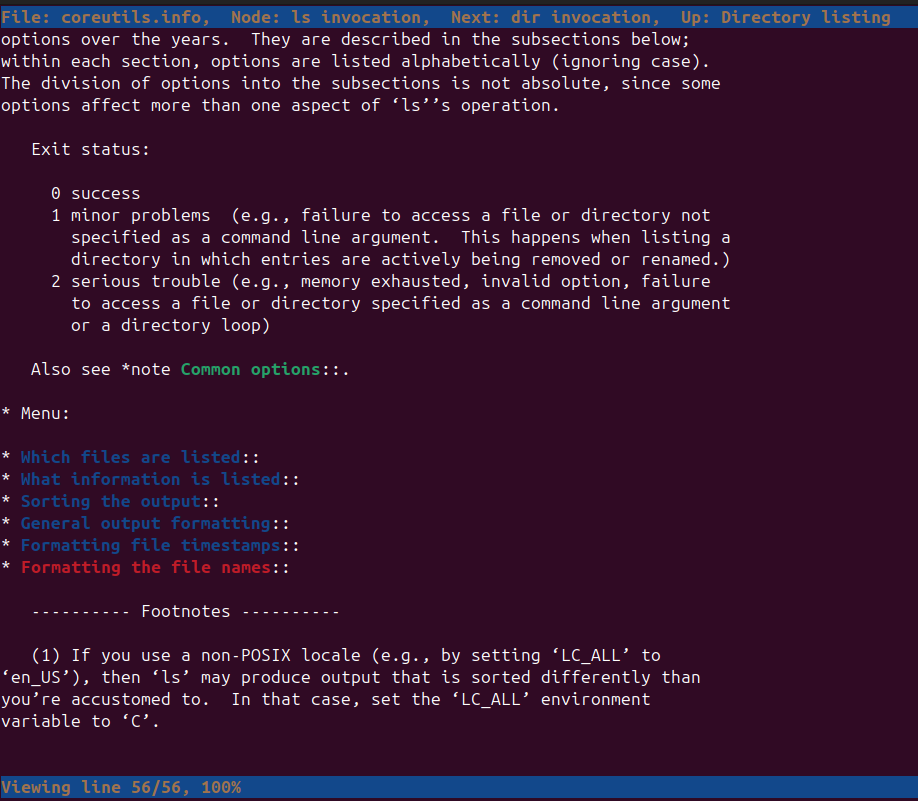 File: coreutils.info,  Node: ls invocation,  Next: dir invocation,  Up: Directory listing
options over the years.  They are described in the subsections below;
within each section, options are listed alphabetically (ignoring case).
The division of options into the subsections is not absolute, since some
options affect more than one aspect of ‘ls’’s operation.

   Exit status:

     0 success
     1 minor problems  (e.g., failure to access a file or directory not
       specified as a command line argument.  This happens when listing a
       directory in which entries are actively being removed or renamed.)
     2 serious trouble (e.g., memory exhausted, invalid option, failure
       to access a file or directory specified as a command line argument
       or a directory loop)

   Also see *note Common options::.

* Menu:

* Which files are listed::
* What information is listed::
* Sorting the output::
* General output formatting::
* Formatting file timestamps::
* Formatting the file names::

   ---------- Footnotes ----------

   (1) If you use a non-POSIX locale (e.g., by setting ‘LC_ALL’ to
‘en_US’), then ‘ls’ may produce output that is sorted differently than
you’re accustomed to.  In that case, set the ‘LC_ALL’ environment
variable to ‘C’.

Viewing line 56/56, 100%